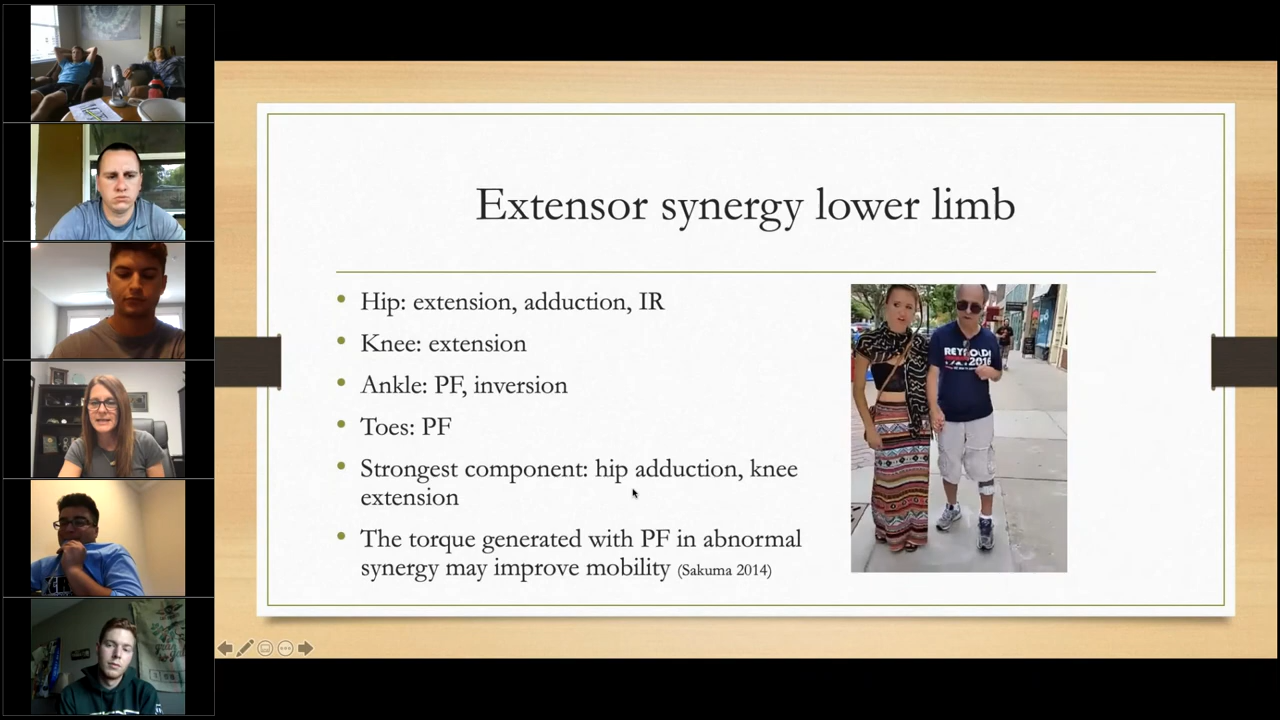 Extensor synergy lower limb
• Hip: extension, adduction, IR
• Knee: extension
• Ankle: PF, inversion
• Toes: PF
• Strongest component: hip adduction, knee
extension
• The torque generated with PF in abnormal
synergy may improve mobility (Sakuma 2014)